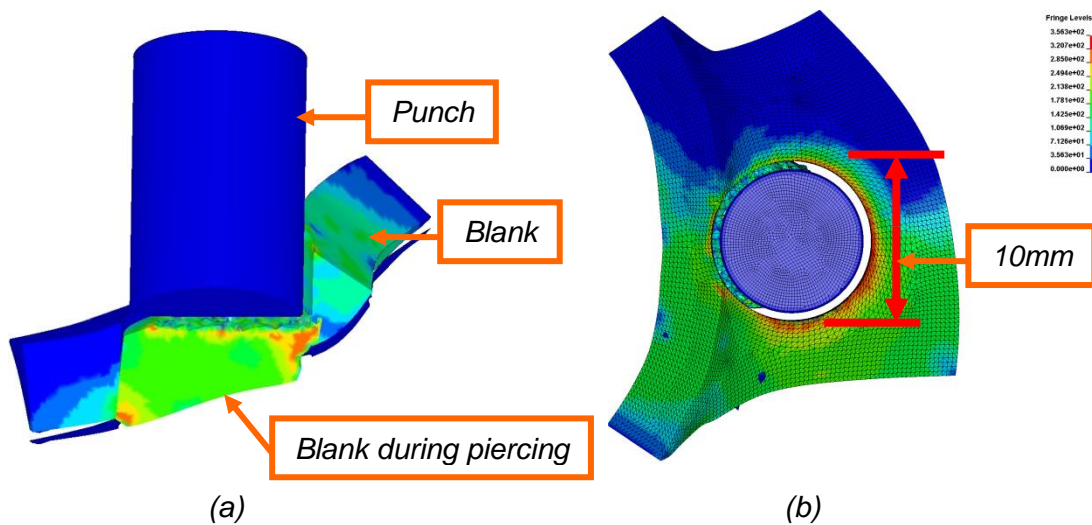 Punch
Blank
Blank during piercing
(a)
10mm
(b)
Fringe Levels
3.563e+02
3.207e+02
2.850e+02
2.494e+02
2.138e+02
1.781e+02
1.425e+02
1.069e+02
7.126e+01
3.563e+01
0.000e+00